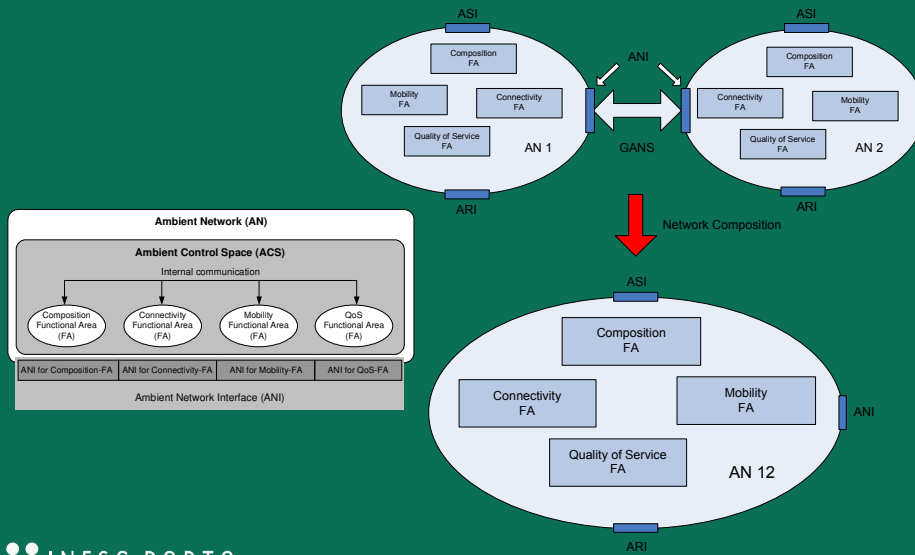 ASI
Composition
FA
Mobility
FA
Connectivity
FA
Quality of Service
FA
AN 1
ARI
ANI
GANS
ASI
Composition
FA
Connectivity
FA
Mobility
FA
Quality of Service
FA
AN 2
ARI
Network Composition
Ambient Network (AN)
Ambient Control Space (ACS)
Internal communication
Composition
Functional Area
(FA)
Connectivity
Functional Area
(FA)
Mobility
Functional Area
(FA)
QoS
Functional Area
(FA)
ANI for Composition-FA
ANI for Connectivity-FA
ANI for Mobility-FA
ANI for QoS-FA
Ambient Network Interface (ANI)
ASI
Composition
FA
Connectivity
FA
Mobility
FA
Quality of Service
FA
AN 12
ANI
ARI
INESC PORTO